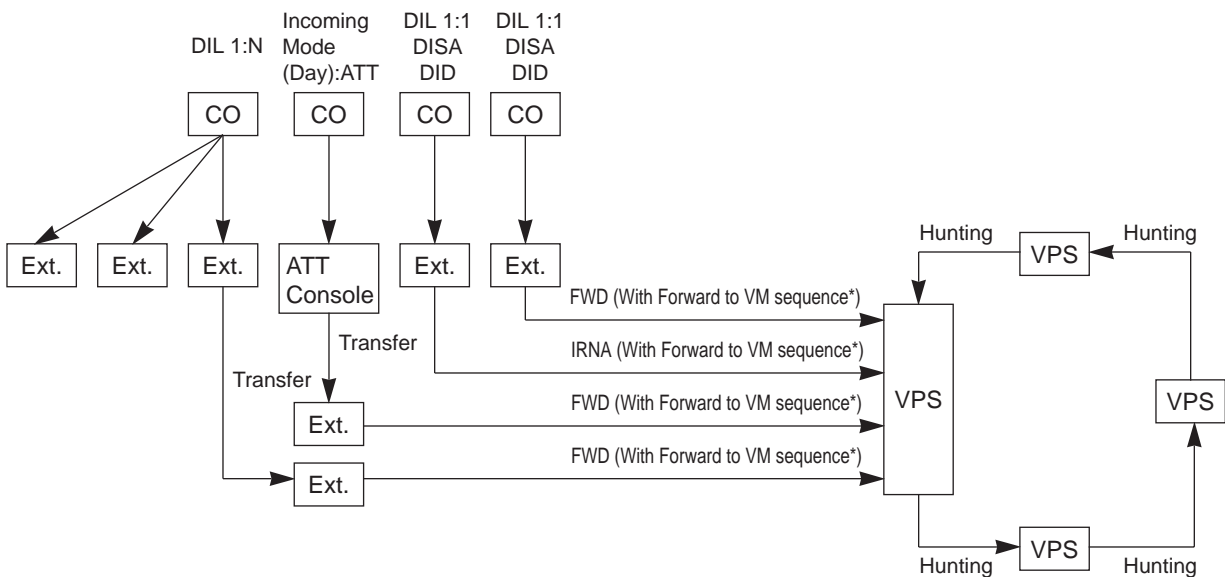 DIL 1:N
Incoming
Mode
(Day):ATT
DIL 1:1
DISA
DID
DIL 1:1
DISA
DID
CO
CO
CO
CO
Ext.
Ext.
Ext.
ATT
Console
Ext.
Ext.
Hunting
VPS
Hunting
FWD (With Forward to VM sequence*)
Transfer
IRNA (With Forward to VM sequence*)
Transfer
VPS
VPS
Ext.
FWD (With Forward to VM sequence*)
Ext.
FWD (With Forward to VM sequence*)
Hunting
VPS
Hunting